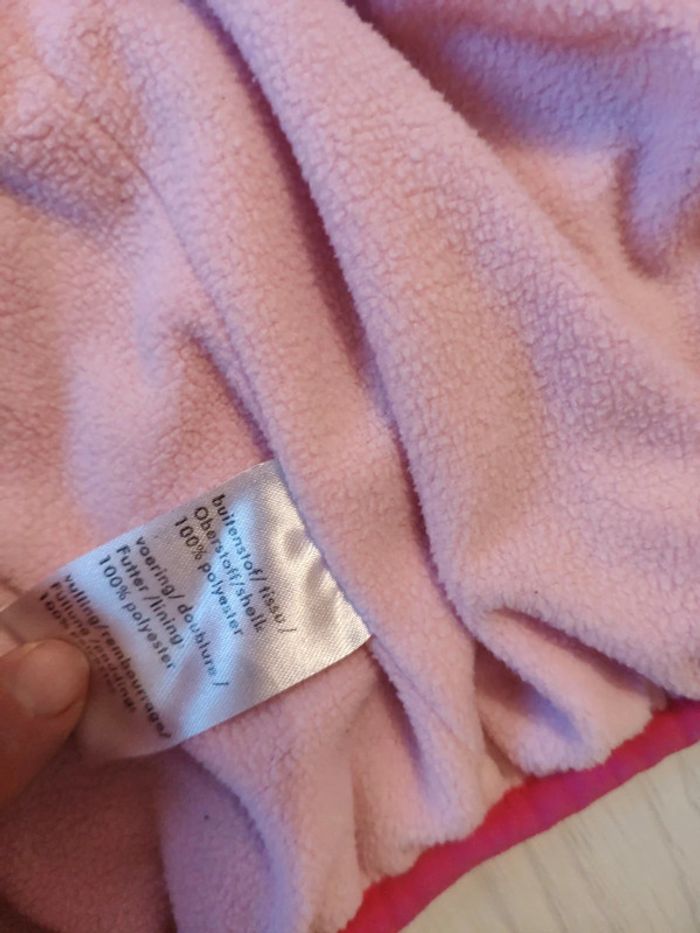 buitenstof/ tissu /
Oberstoff/shell:
100% polyester
voering/ doublure /
Futter /lining:
100% polyester
vulling/rembourrage/